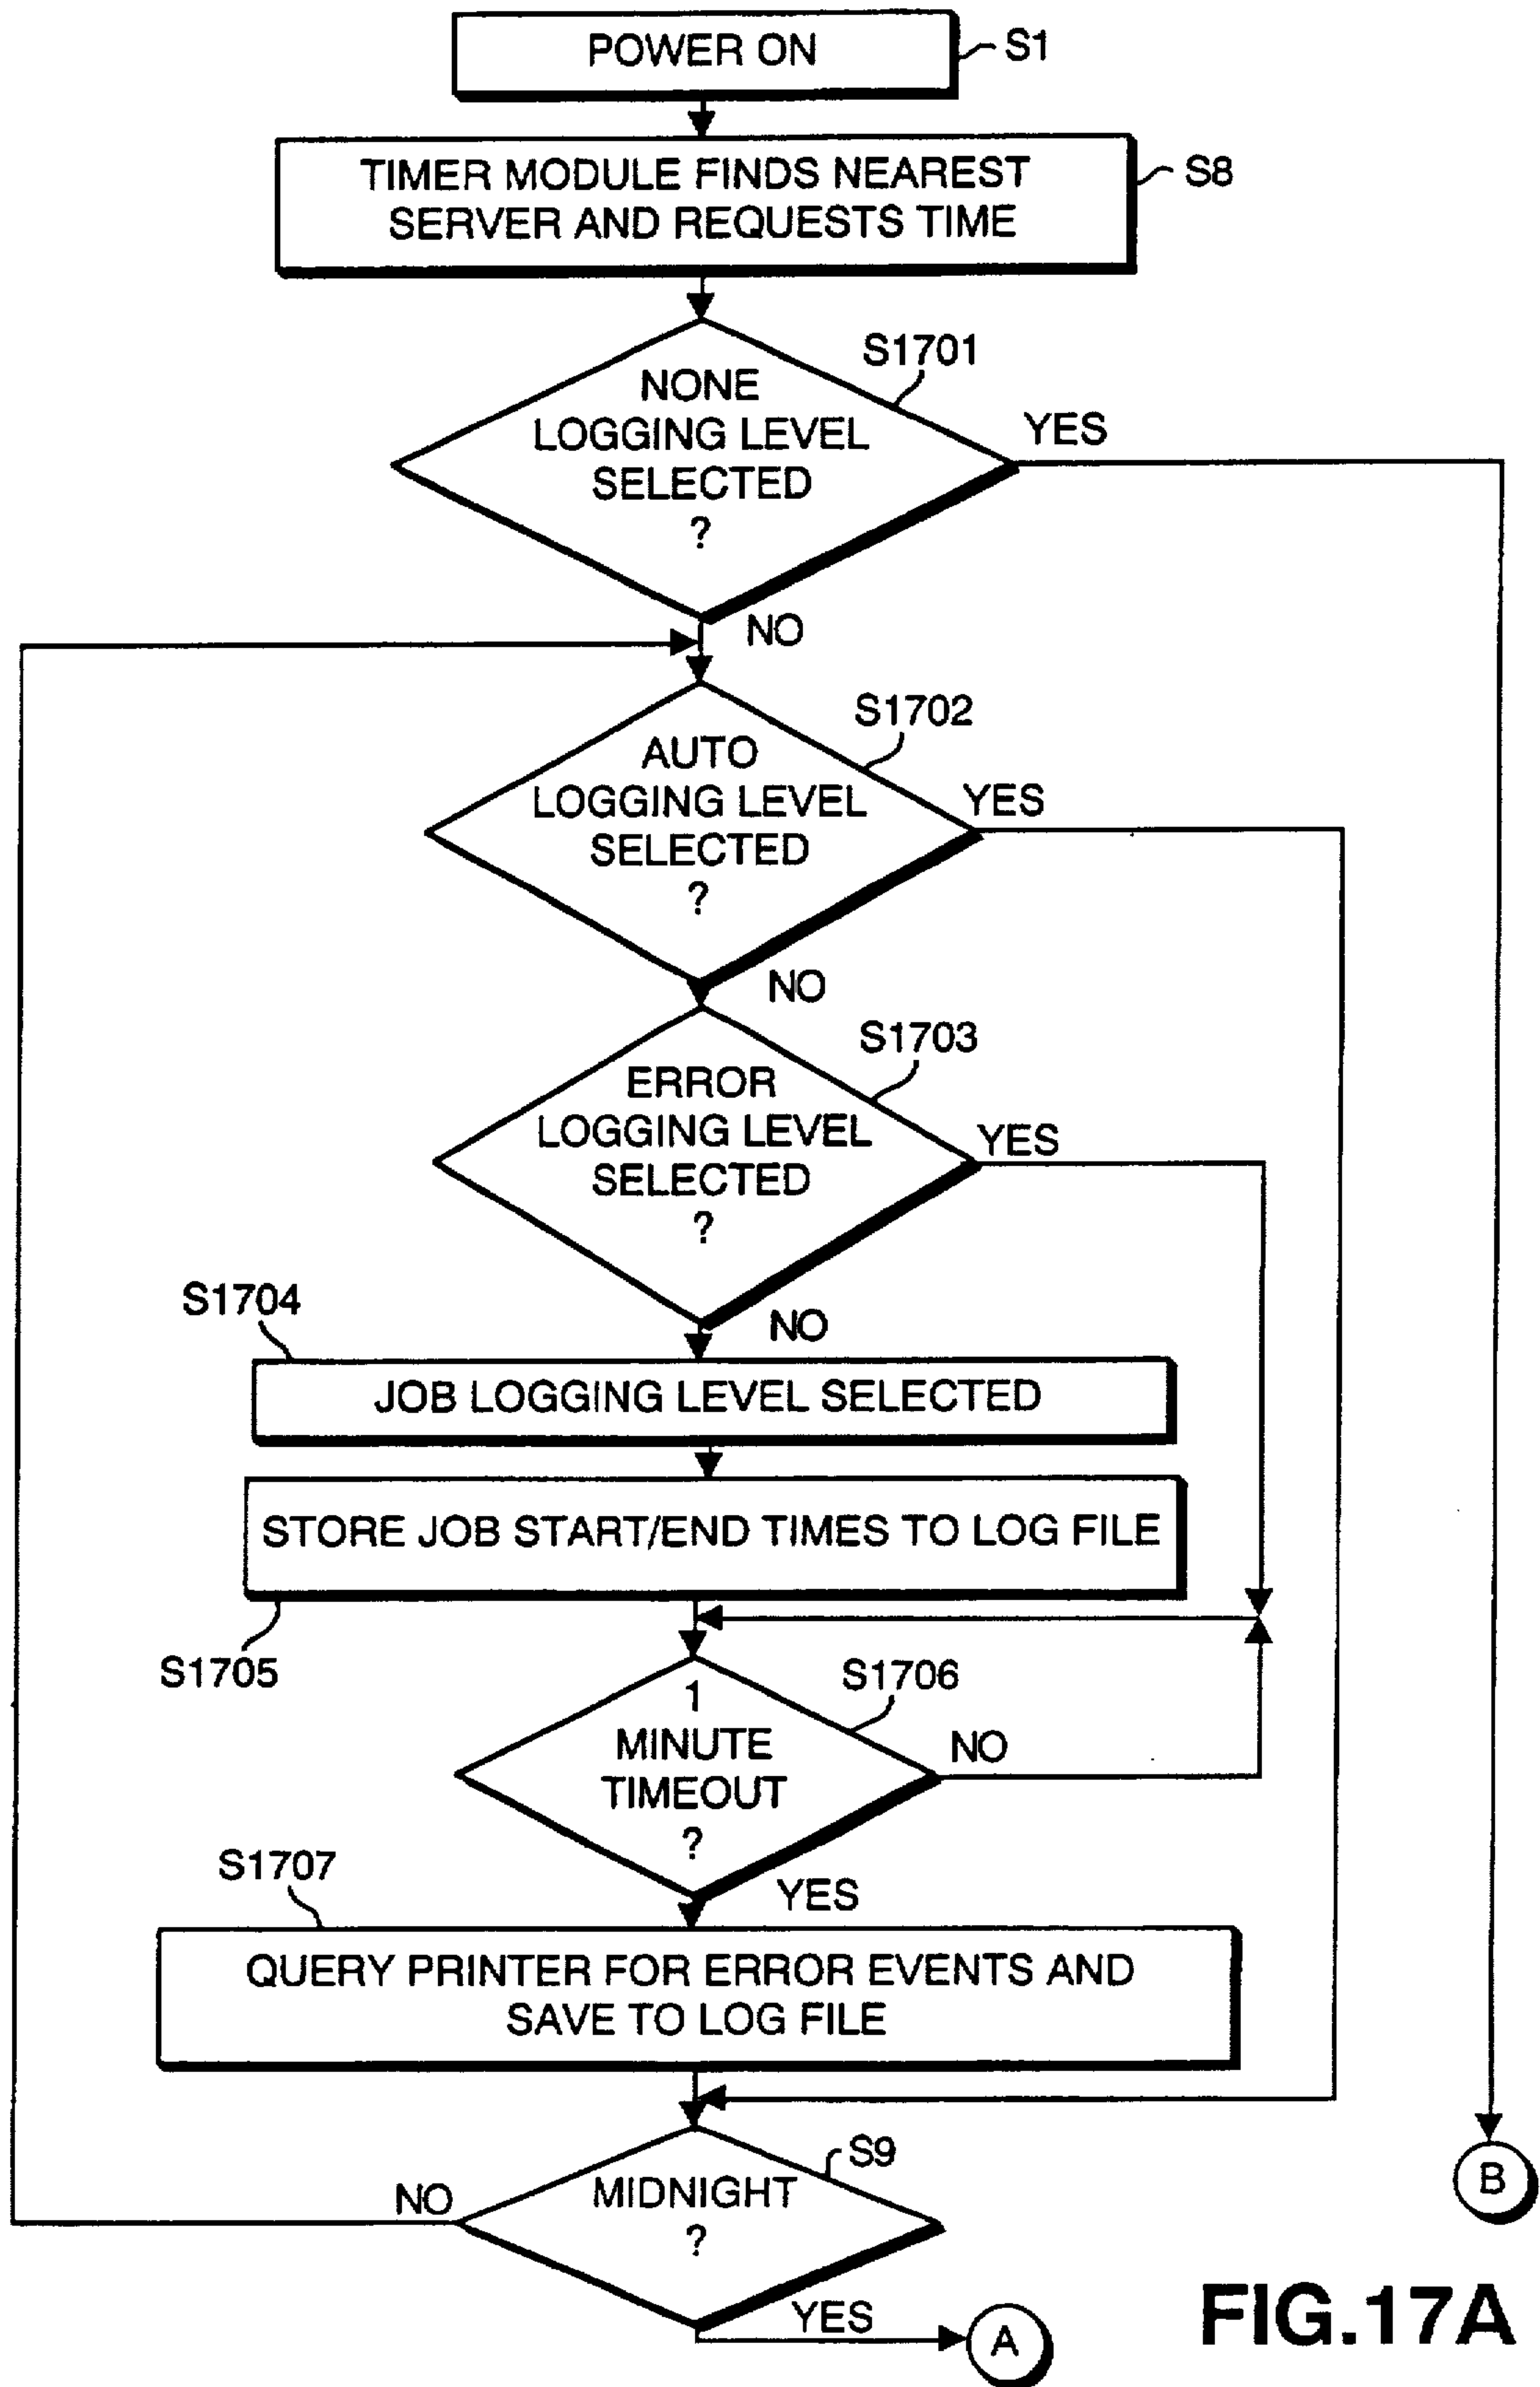 POWER ON
S1
TIMER MODULE FINDS NEAREST
SERVER AND REQUESTS TIME
S8
S1701
NONE
LOGGING LEVEL
SELECTED
?
YES
NO
S1702
AUTO
LOGGING LEVEL
SELECTED
?
YES
NO
S1703
ERROR
LOGGING LEVEL
SELECTED
?
YES
NO
S1704
JOB LOGGING LEVEL SELECTED
STORE JOB START/END TIMES TO LOG FILE
S1705
S1706
1
MINUTE
TIMEOUT
?
NO
YES
S1707
QUERY PRINTER FOR ERROR EVENTS AND
SAVE TO LOG FILE
S9
MIDNIGHT
?
NO
YES
A
B
FIG.17A